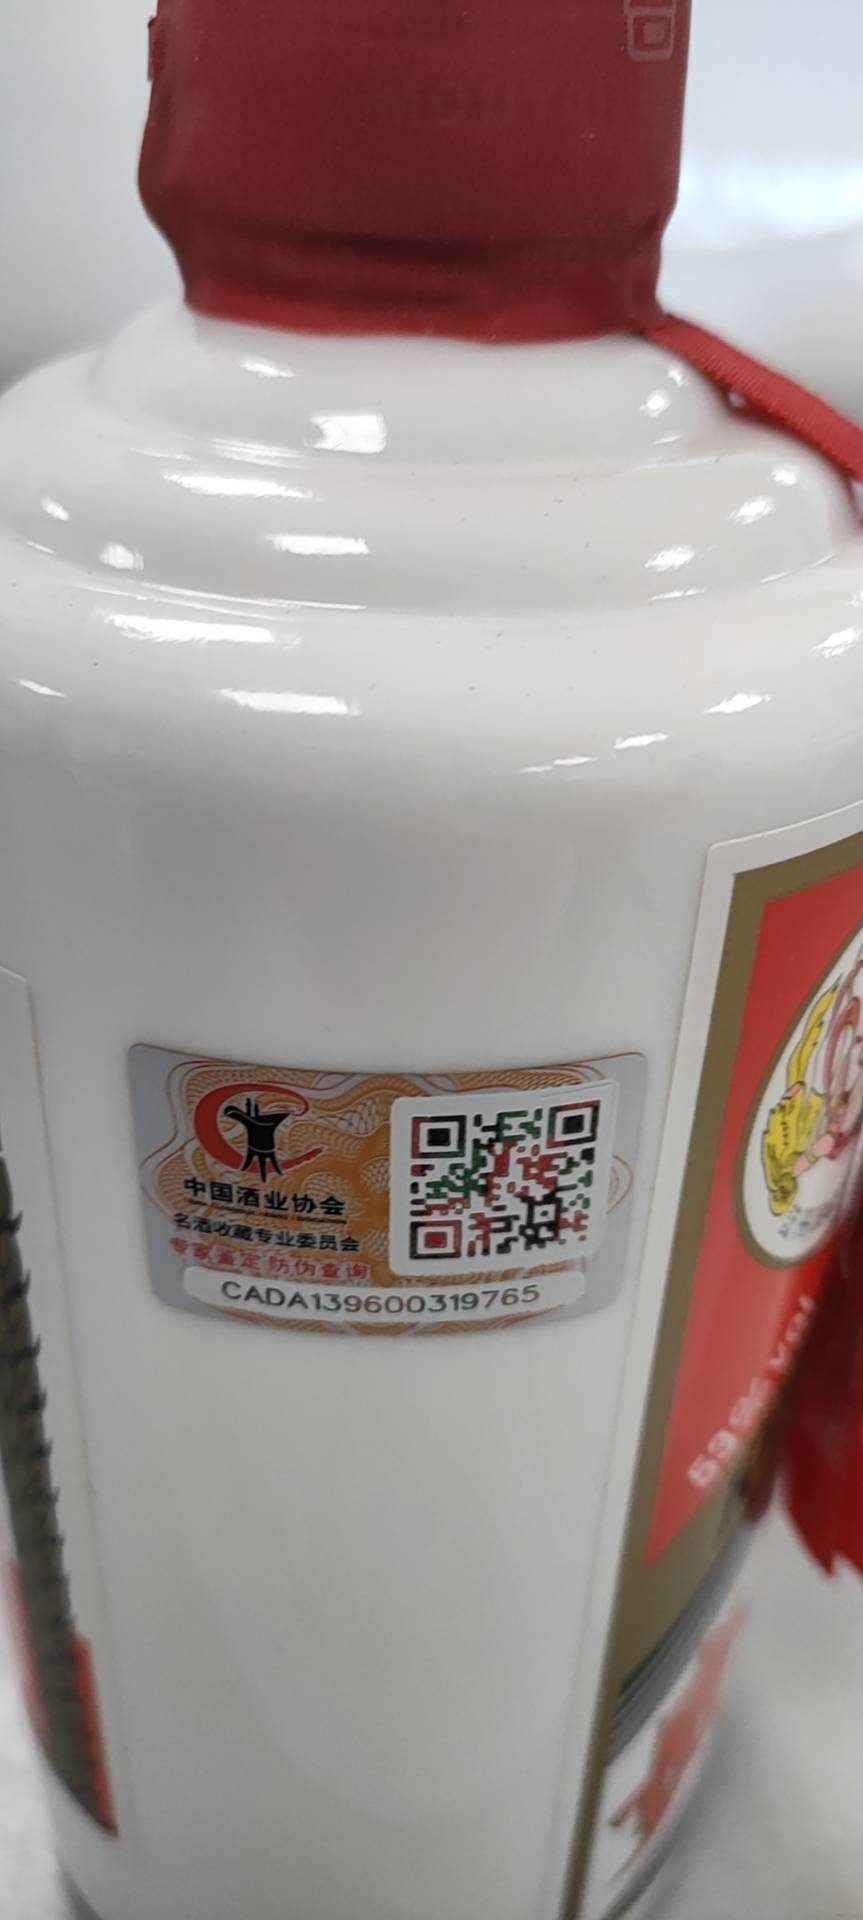 MOUTAI
中国酒业协会
名酒收藏专业委员会
专家鉴定 防伪查询
CADA139600319765
53%vol